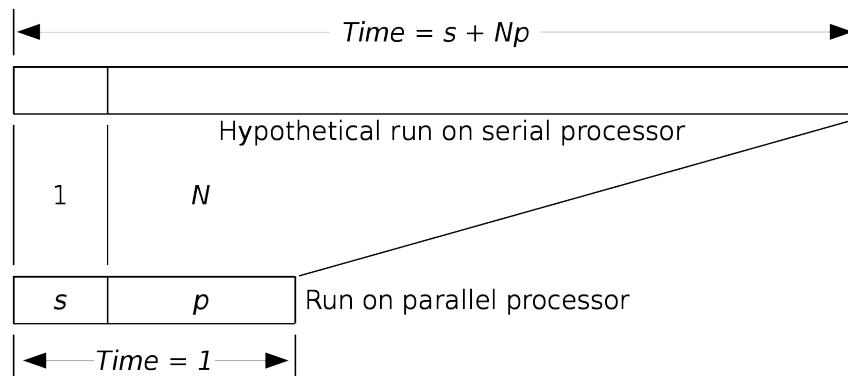 Time = s + Np
Hypothetical run on serial processor
1 N
s p Run on parallel processor
Time = 1